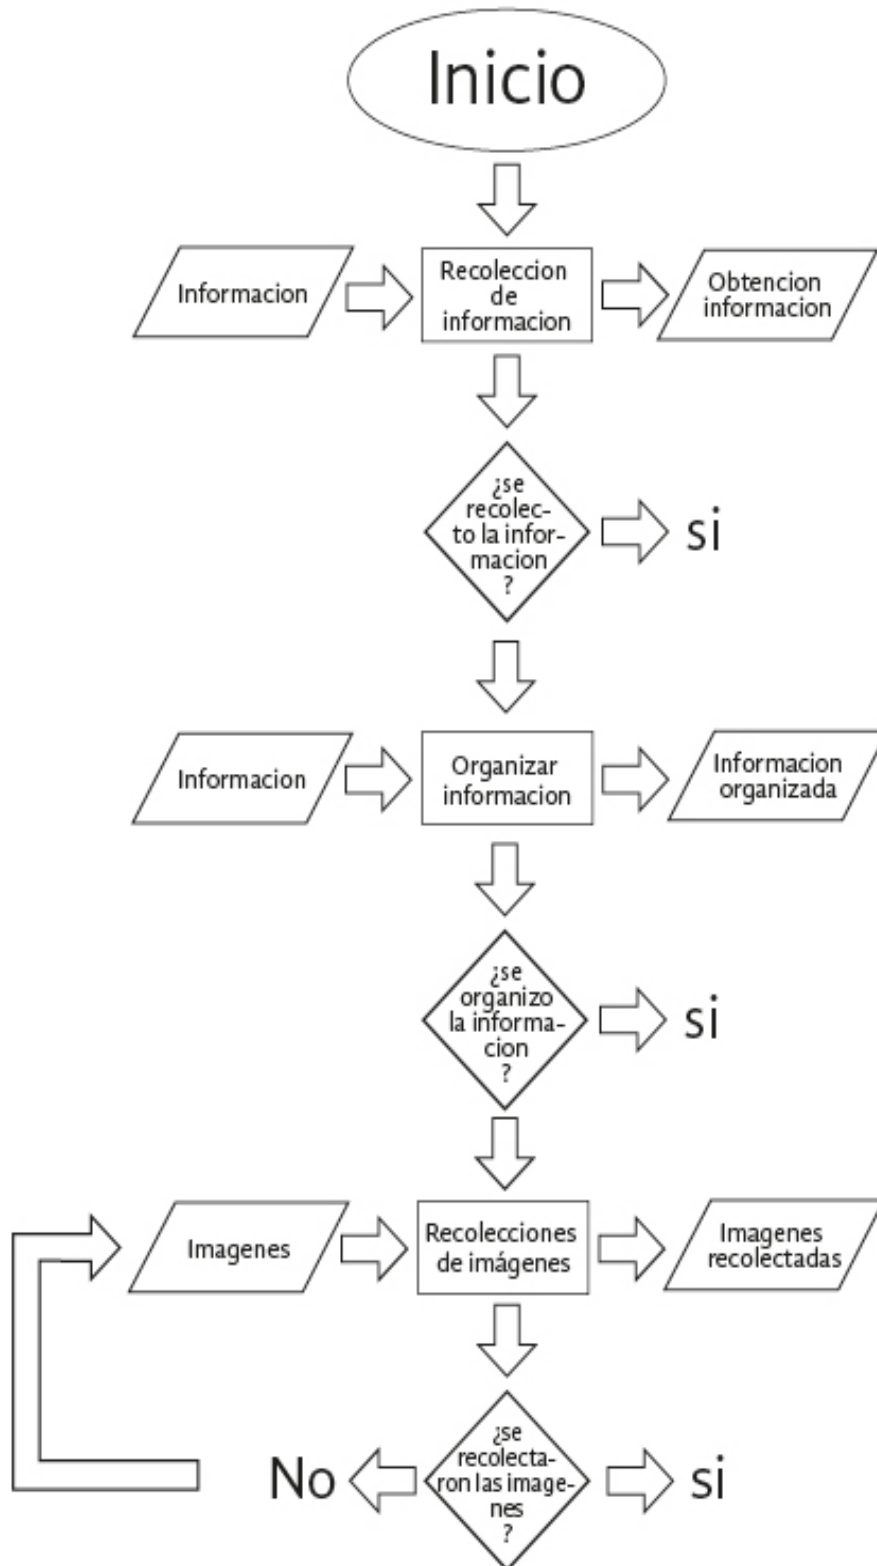 Inicio
Informacion
Recoleccion
de
informacion
Obtencion
informacion
¿se
recolec-
to la infor-
macion
?
si
Informacion
Organizar
informacion
Informacion
organizada
¿se
organizo
la informa-
cion
?
si
Imagenes
Recolecciones
de imágenes
Imagenes
recolectadas
No
¿se
recolecta-
ron las image-
nes
?
si